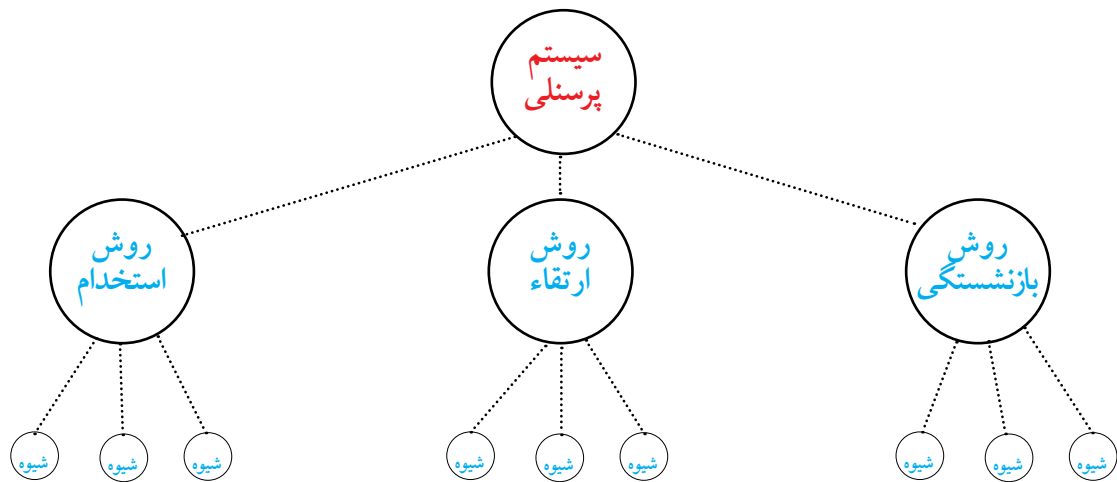 سیستم
پرسنلی
روش
بازنشستگی
روش
ارتقاء
روش
استخدام
شیوه
شیوه
شیوه
شیوه
شیوه
شیوه
شیوه
شیوه
شیوه